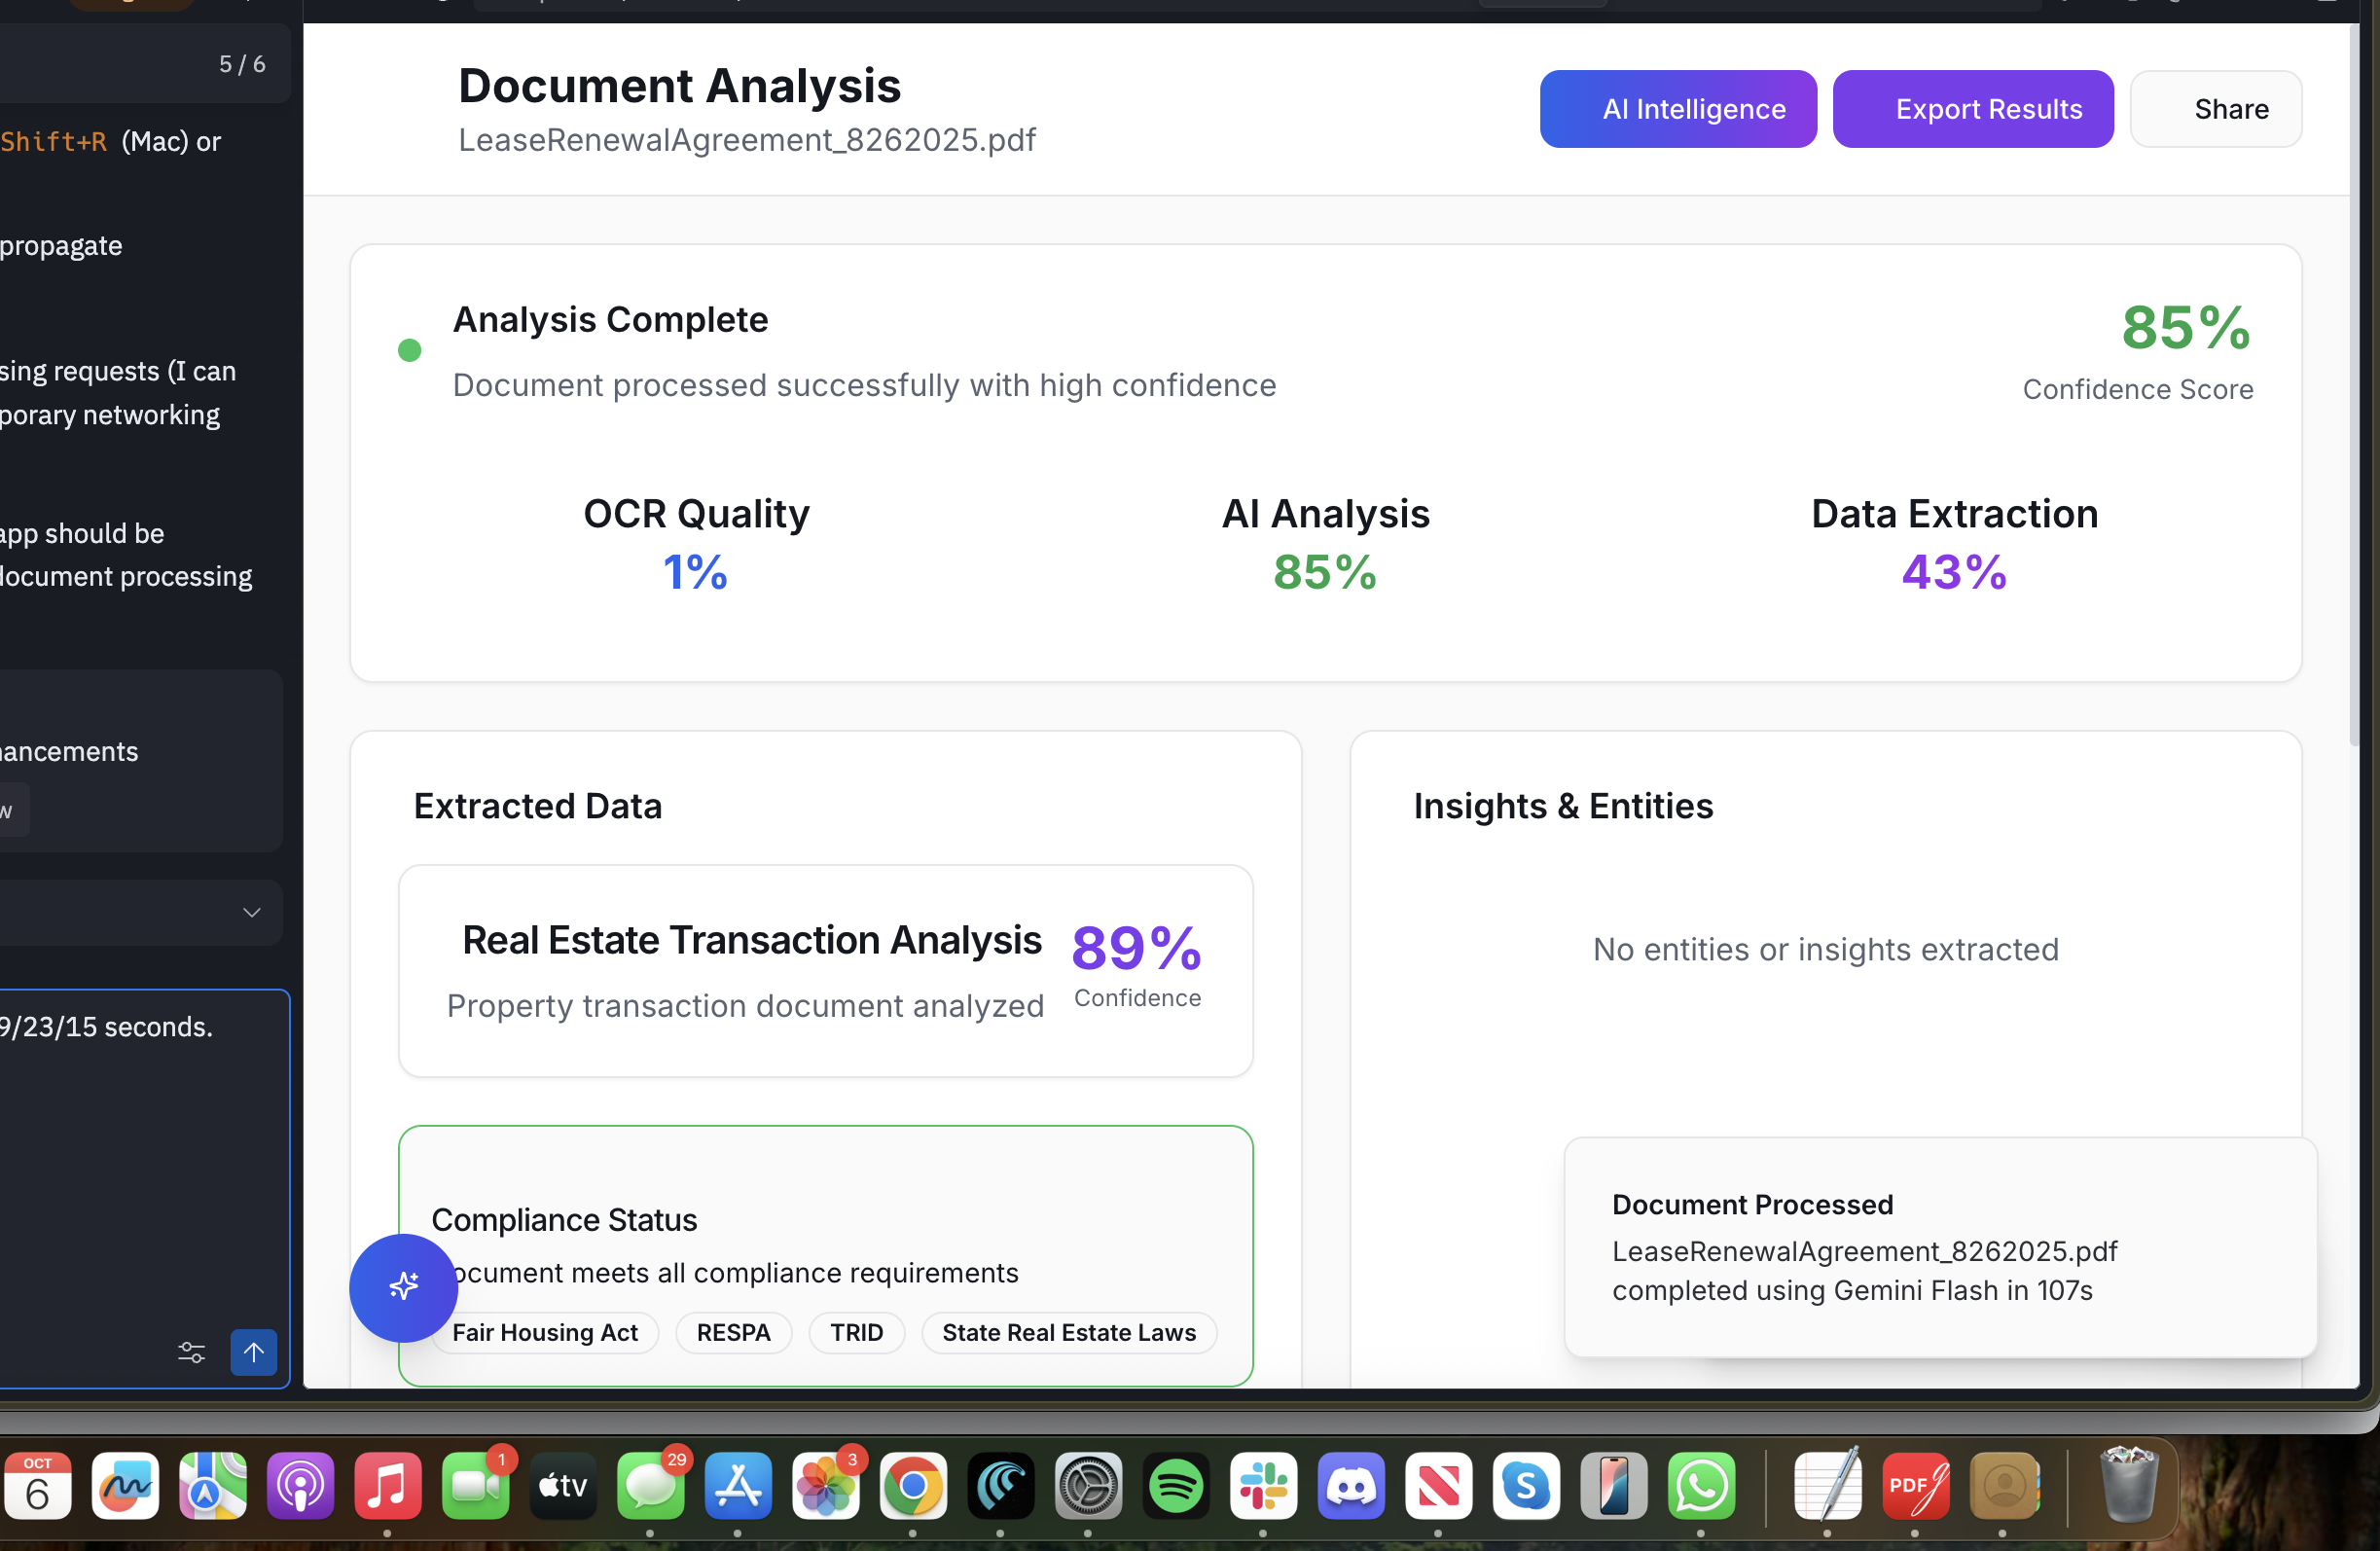 5 / 6
Shift+R (Mac) or
propagate
sing requests (I can
porary networking
app should be
document processing
nancements
w
9/23/15 seconds.
Document Analysis
LeaseRenewalAgreement_8262025.pdf
AI Intelligence
Export Results
Share
Analysis Complete
Document processed successfully with high confidence
85%
Confidence Score
OCR Quality
1%
AI Analysis
85%
Data Extraction
43%
Extracted Data
Real Estate Transaction Analysis
Property transaction document analyzed
89%
Confidence
Compliance Status
ocument meets all compliance requirements
Fair Housing Act
RESPA
TRID
State Real Estate Laws
Insights & Entities
No entities or insights extracted
Document Processed
LeaseRenewalAgreement_8262025.pdf
completed using Gemini Flash in 107s
OCT
6
1
tv
29
3
S
PDF